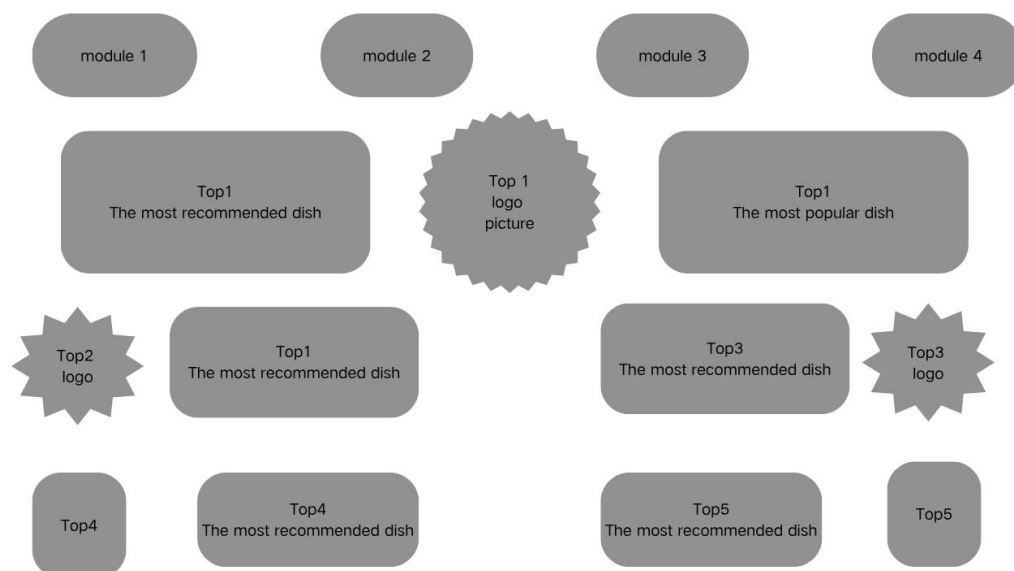 module 1
module 2
module 3
module 4
Top1
The most recommended dish
Top 1
logo
picture
Top1
The most popular dish
Top2
logo
Top1
The most recommended dish
Top3
The most recommended dish
Top3
logo
Top4
Top4
The most recommended dish
Top5
The most recommended dish
Top5